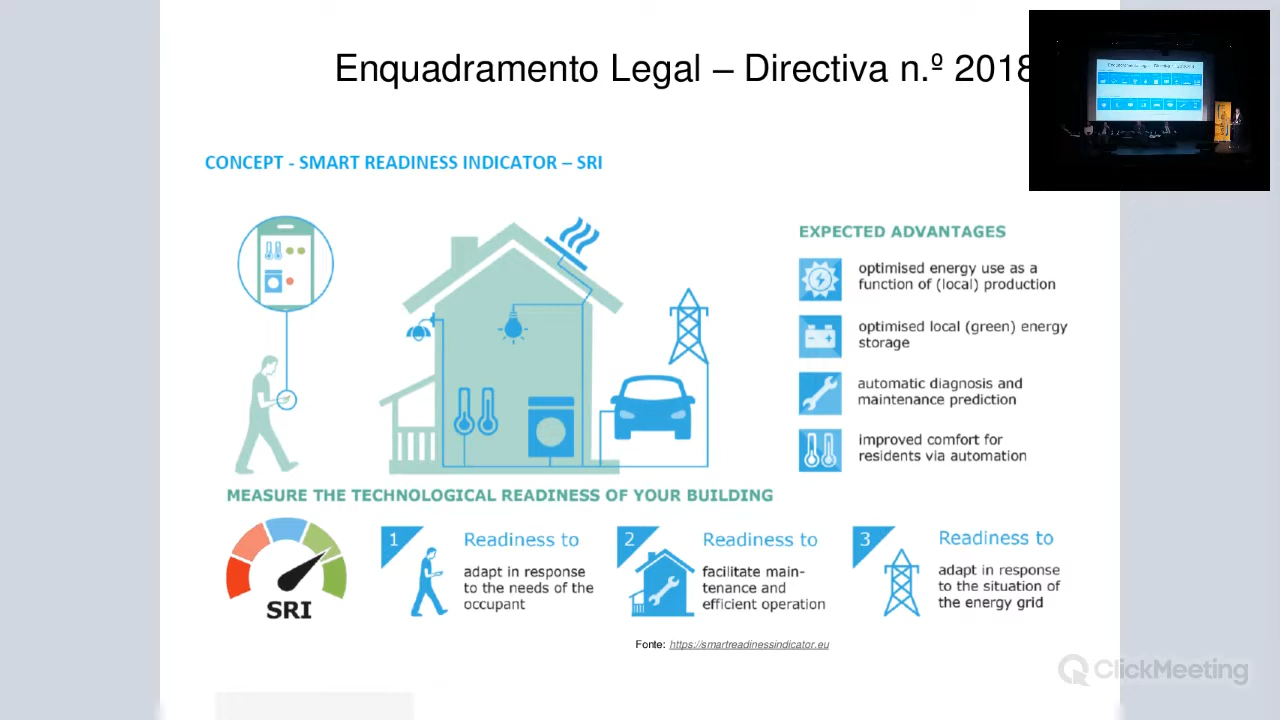 Enquadramento Legal – Directiva n.º 2018
CONCEPT - SMART READINESS INDICATOR – SRI
EXPECTED ADVANTAGES
optimised energy use as a
function of (local) production
optimised local (green) energy
storage
automatic diagnosis and
maintenance prediction
improved comfort for
residents via automation
MEASURE THE TECHNOLOGICAL READINESS OF YOUR BUILDING
SRI
1
Readiness to
adapt in response
to the needs of the
occupant
2
Readiness to
facilitate main-
tenance and
efficient operation
3
Readiness to
adapt in response
to the situation of
the energy grid
Fonte: https://smartreadinessindicator.eu
ClickMeeting